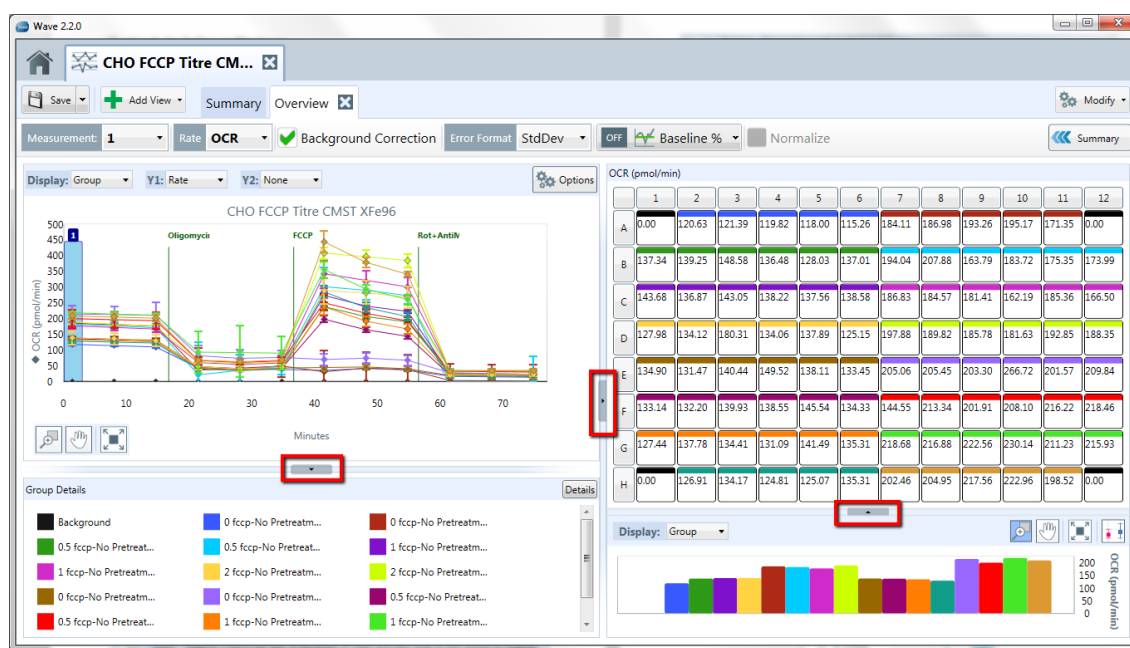 Wave 2.2.0
CHO FCCP Titre CM...
Save Add View Summary Overview Modify
Measurement: 1 Rate OCR Background Correction Error Format StdDev OFF Baseline % Normalize Summary
Display: Group Y1: Rate Y2: None Options
CHO FCCP Titre CMST XFe96
1 Oligomycin FCCP Rot+AntiM
500
450
400
350
300
250
200
150
100
50
0
OCR (pmol/min)
0 10 20 30 40 50 60 70
Minutes
Group Details Details
Background 0 fccp-No Pretreatm... 0 fccp-No Pretreatm...
0.5 fccp-No Pretreat... 0.5 fccp-No Pretreat... 1 fccp-No Pretreatm...
1 fccp-No Pretreatm... 2 fccp-No Pretreatm... 2 fccp-No Pretreatm...
0 fccp-No Pretreatm... 0 fccp-No Pretreatm... 0.5 fccp-No Pretreat...
0.5 fccp-No Pretreat... 1 fccp-No Pretreatm... 1 fccp-No Pretreatm...
OCR (pmol/min)
1 2 3 4 5 6 7 8 9 10 11 12
A 0.00 120.63 121.39 119.82 118.00 115.26 184.11 186.98 193.26 195.17 171.35 0.00
B 137.34 139.25 148.58 136.48 128.03 137.01 194.04 207.88 163.79 183.72 175.35 173.99
C 143.68 136.87 143.05 138.22 137.56 138.58 186.83 184.57 181.41 162.19 185.36 166.50
D 127.98 134.12 180.31 134.06 137.89 125.15 197.88 189.82 185.78 181.63 192.85 188.35
E 134.90 131.47 140.44 149.52 138.11 133.45 205.06 205.45 203.30 266.72 201.57 209.84
F 133.14 132.20 139.93 138.55 145.54 134.33 144.55 213.34 201.91 208.10 216.22 218.46
G 127.44 137.78 134.41 131.09 141.49 135.31 218.68 216.88 222.56 230.14 211.23 215.93
H 0.00 126.91 134.17 124.81 125.07 135.31 202.46 204.95 217.56 222.96 198.52 0.00
Display: Group
200
150
100
50
0
OCR (pmol/min)